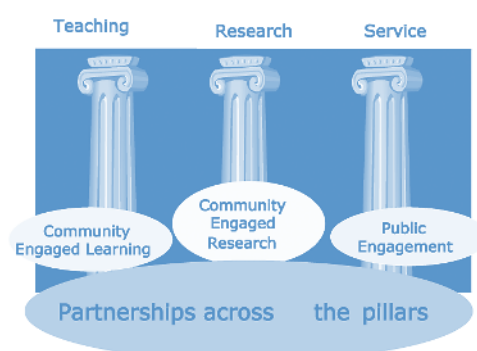 Teaching
Research
Service
Community
Engaged Learning
Community
Engaged
Research
Public
Engagement
Partnerships across the pillars